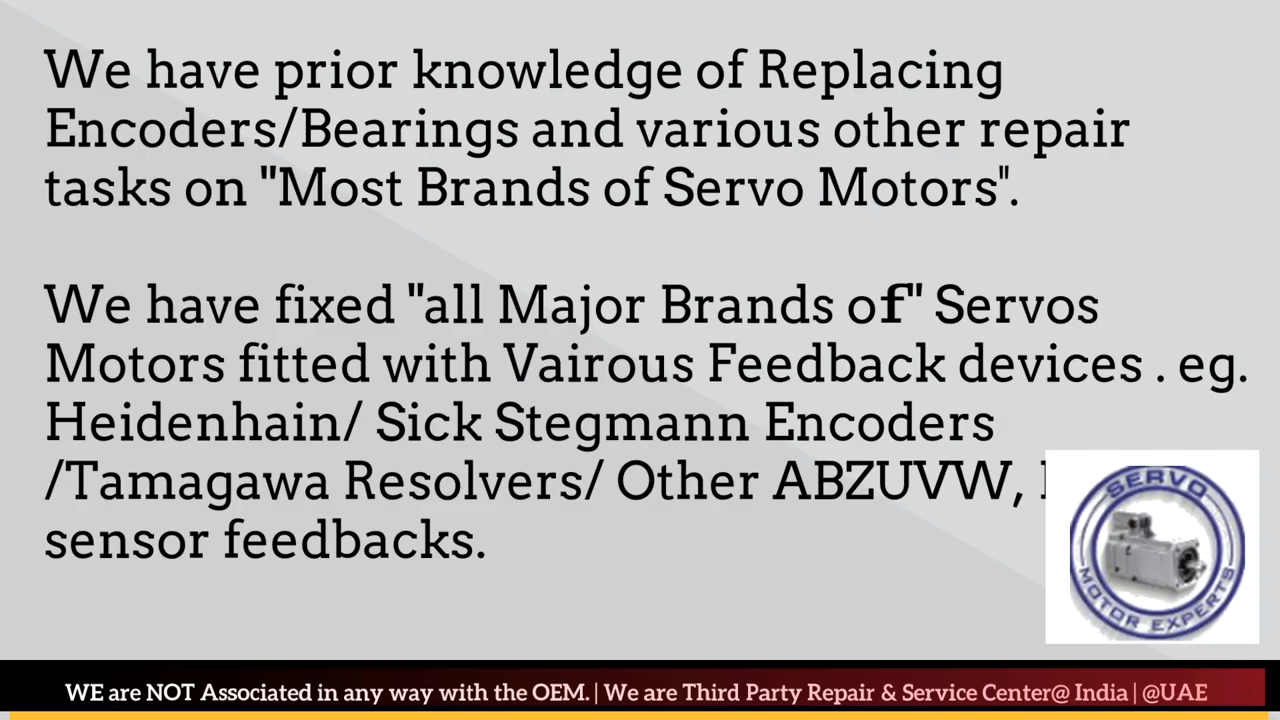 We have prior knowledge of Replacing
Encoders/Bearings and various other repair
tasks on "Most Brands of Servo Motors".
We have fixed "all Major Brands of" Servos
Motors fitted with Vairous Feedback devices . eg.
Heidenhain/ Sick Stegmann Encoders
/Tamagawa Resolvers/ Other ABZUVW,
sensor feedbacks.
SERVO
MOTOR EXPERTS
WE are NOT Associated in any way with the OEM. | We are Third Party Repair & Service Center@ India | @UAE